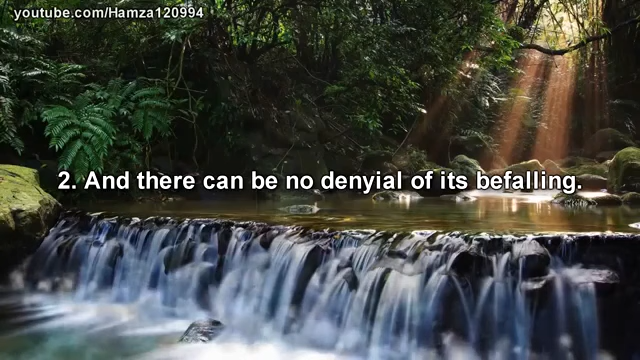 youtube.com/Hamza120994
2. And there can be no denyial of its befalling.